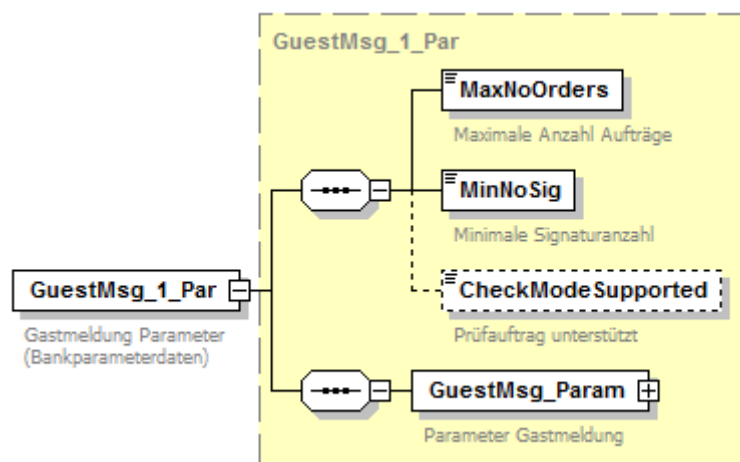 GuestMsg_1_Par
MaxNoOrders
Maximale Anzahl Aufträge
MinNoSig
Minimale Signaturanzahl
GuestMsg_1_Par
Gastmeldung Parameter
(Bankparameterdaten)
CheckModeSupported
Prüfauftrag unterstützt
GuestMsg_Param
Parameter Gastmeldung